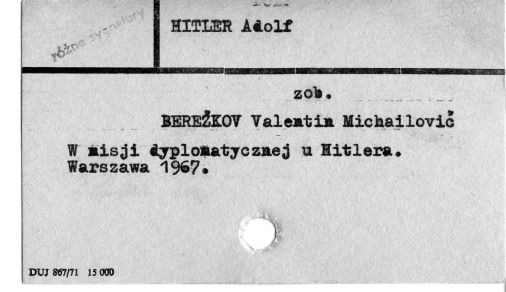 różne sygnatury
HITLER Adolf
zob.
BEREŽKOV Valentin Michailovič
W misji dyplomatycznej u Hitlera.
Warszawa 1967.
DUJ 867/71 15 000